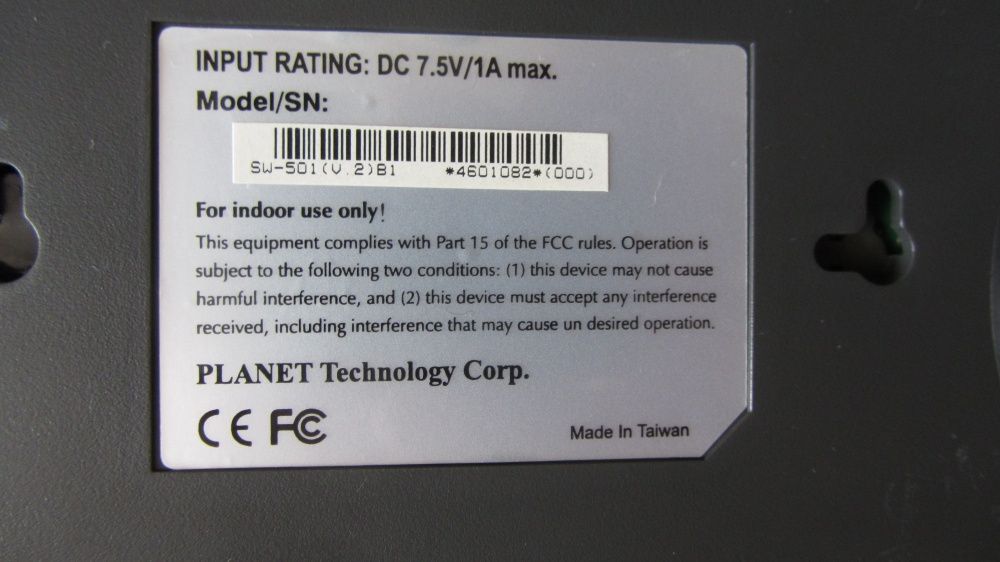 INPUT RATING: DC 7.5V/1A max.
Model/SN:
SW-501(V.2)B1 *4601082*(000)
For indoor use only!
This equipment complies with Part 15 of the FCC rules. Operation is
subject to the following two conditions: (1) this device may not cause
harmful interference, and (2) this device must accept any interference
received, including interference that may cause un desired operation.
PLANET Technology Corp.
CE FC
Made In Taiwan